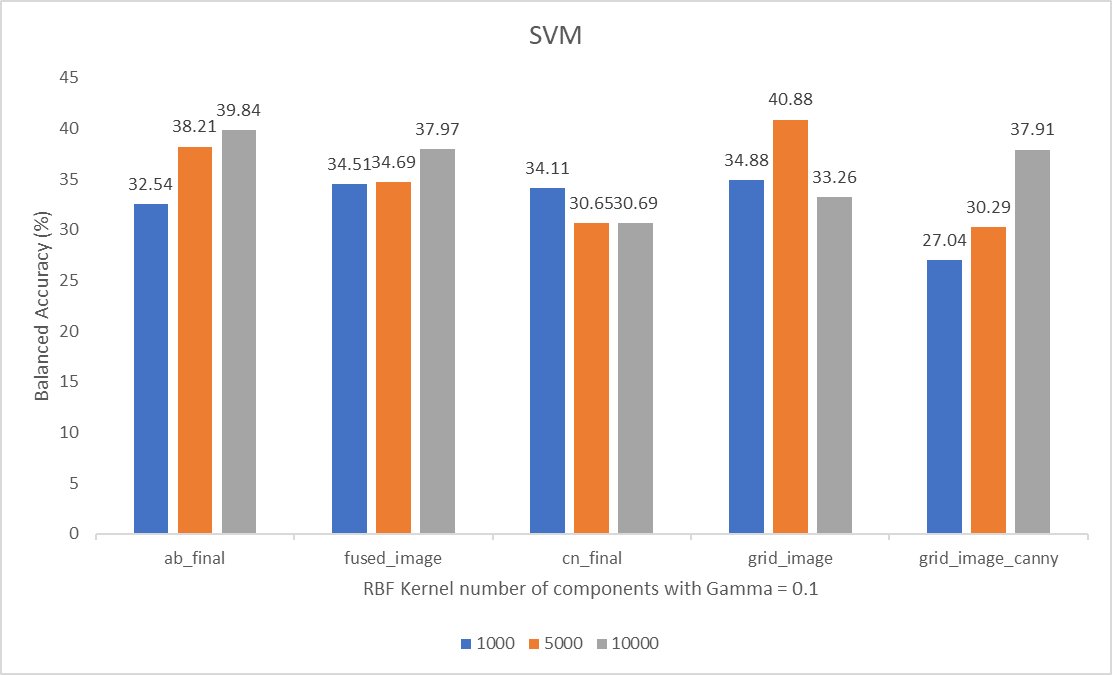 SVM
Balanced Accuracy (%)
45
40
35
30
25
20
15
10
5
0
32.54
38.21
39.84
34.51
34.69
37.97
34.11
30.65
30.69
34.88
40.88
33.26
27.04
30.29
37.91
ab_final
fused_image
cn_final
grid_image
grid_image_canny
RBF Kernel number of components with Gamma = 0.1
1000 5000 10000